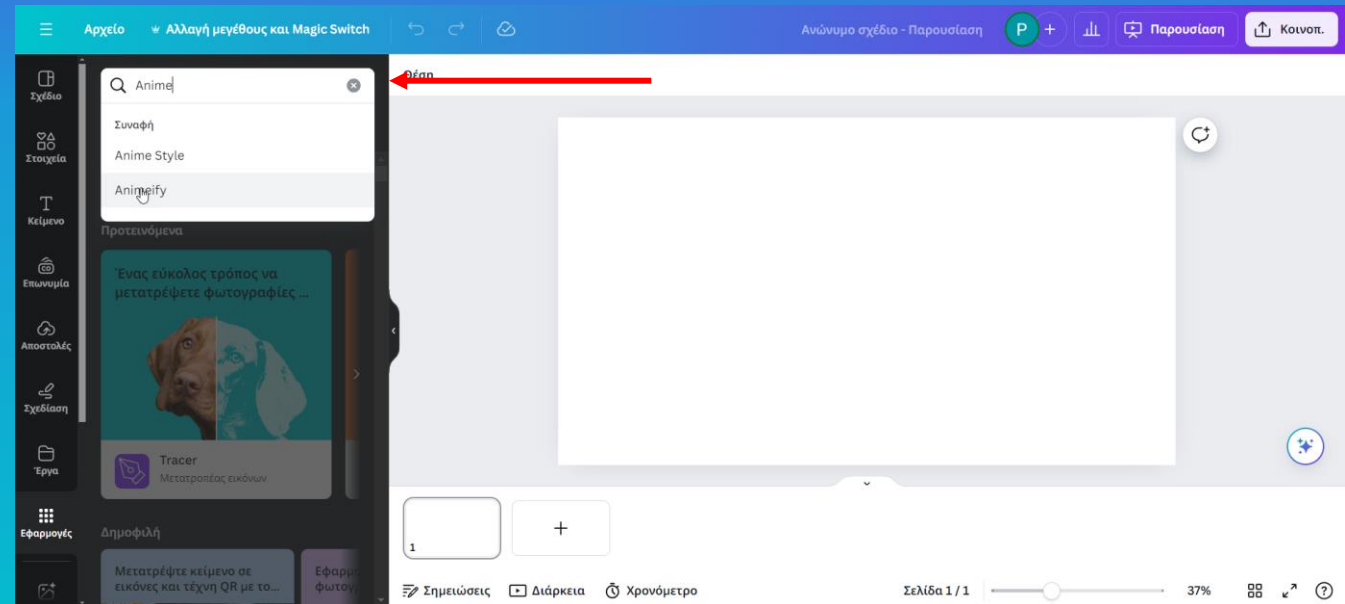 Αρχείο
Αλλαγή μεγέθους και Magic Switch
Ανώνυμο σχέδιο - Παρουσίαση
P
+
Παρουσίαση
Κοινοπ.
Σχέδιο
Στοιχεία
Κείμενο
Επωνυμία
Αποστολές
Σχεδίαση
Έργα
Εφαρμογές
Anime
Συναφή
Anime Style
Animeify
Προτεινόμενα
Ένας εύκολος τρόπος να
μετατρέψετε φωτογραφίες ...
Tracer
Μετατροπέας εικόνων
Δημοφιλή
Μετατρέψτε κείμενο σε
εικόνες και τέχνη QR με το...
Θέση
1
+
Σημειώσεις
Διάρκεια
Χρονόμετρο
Σελίδα 1 / 1
37%